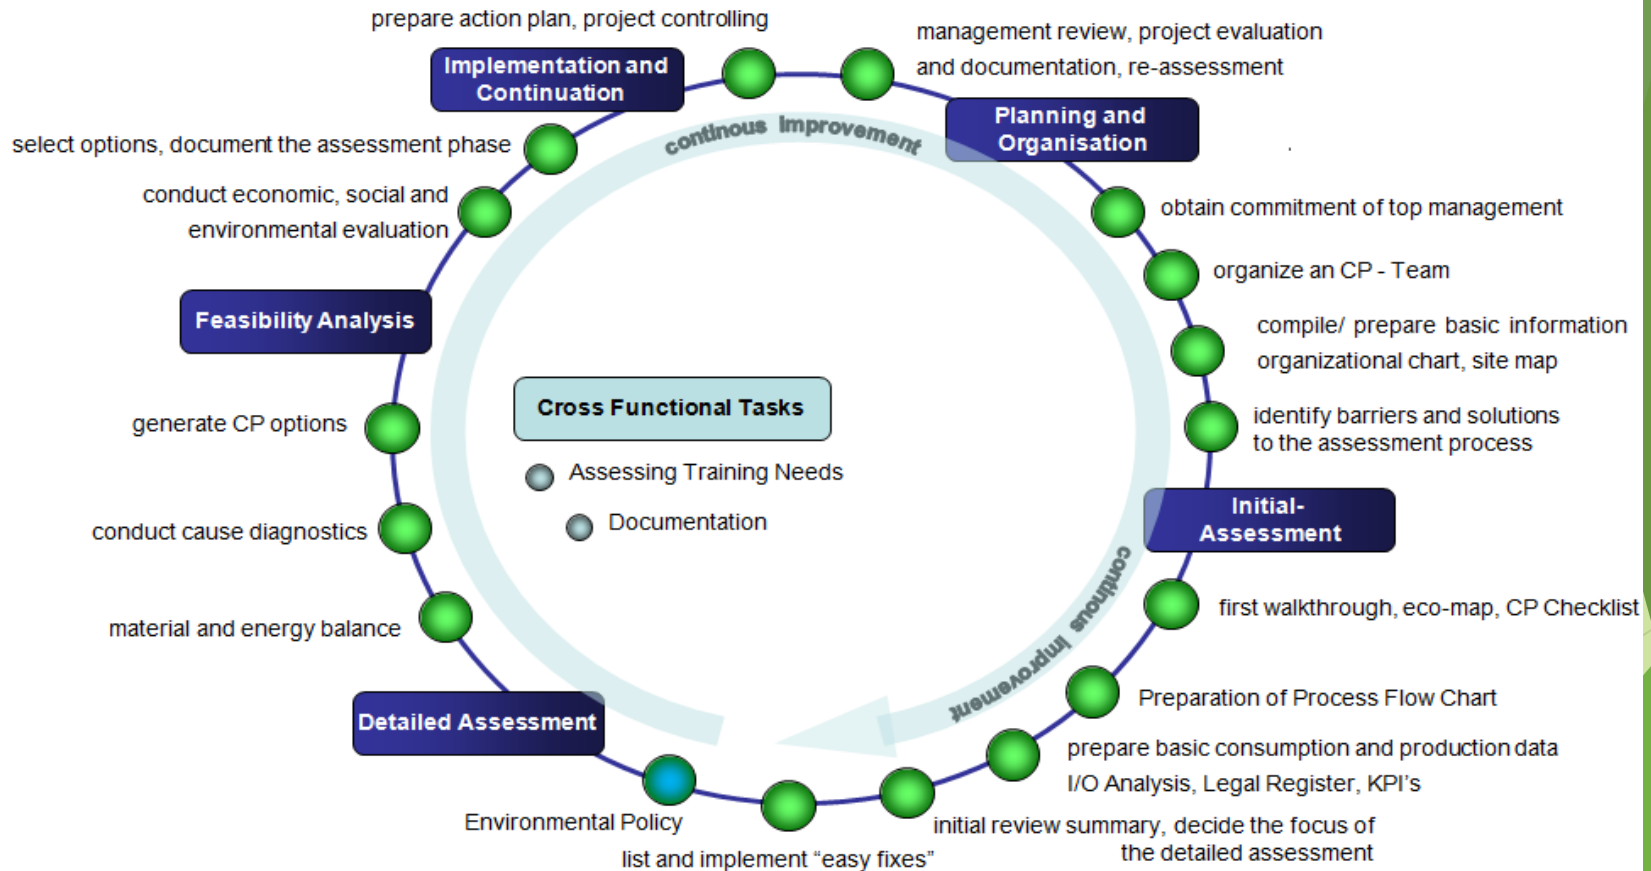 prepare action plan, project controlling
management review, project evaluation
and documentation, re-assessment
Implementation and
Continuation
Planning and
Organisation
continous improvement
select options, document the assessment phase
conduct economic, social and
environmental evaluation
obtain commitment of top management
organize an CP - Team
compile/ prepare basic information
organizational chart, site map
Feasibility Analysis
identify barriers and solutions
to the assessment process
generate CP options
Cross Functional Tasks
Assessing Training Needs
Documentation
Initial-
Assessment
conduct cause diagnostics
continous improvement
first walkthrough, eco-map, CP Checklist
material and energy balance
Preparation of Process Flow Chart
Detailed Assessment
prepare basic consumption and production data
I/O Analysis, Legal Register, KPI's
Environmental Policy
initial review summary, decide the focus of
the detailed assessment
list and implement “easy fixes”